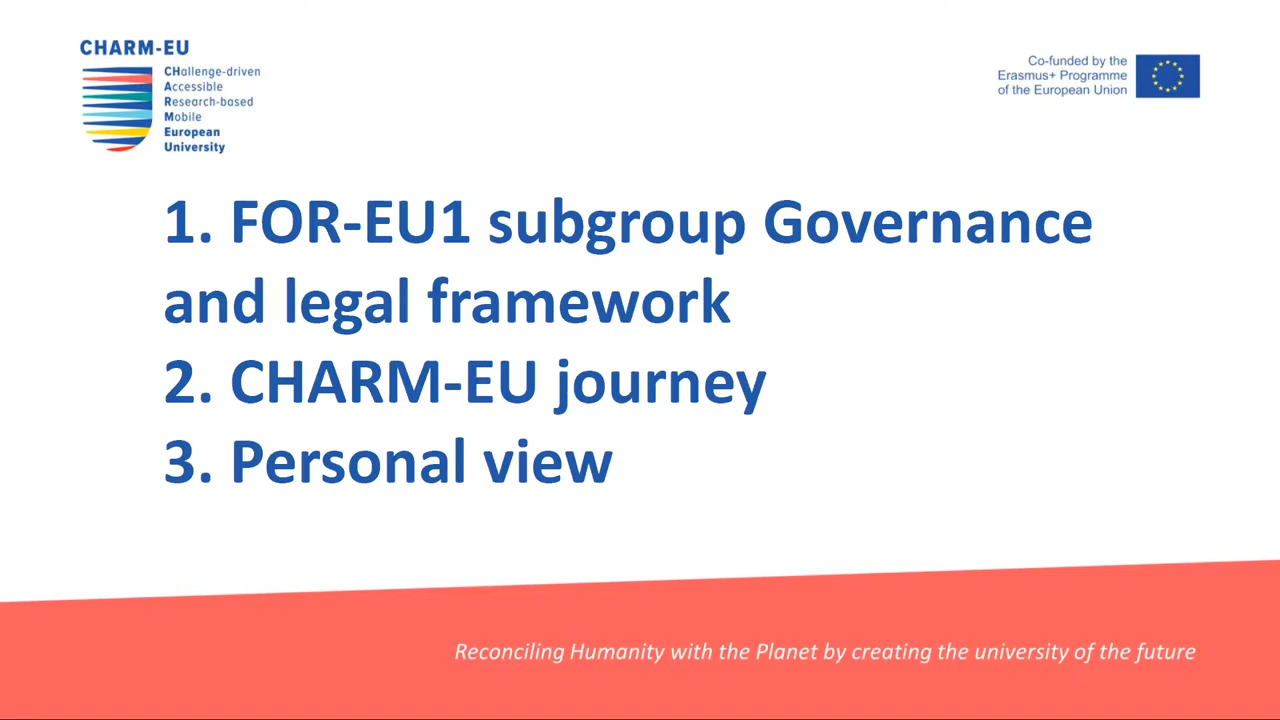 CHARM-EU
CHallenge-driven
Accessible
Research-based
Mobile
European
University
Co-funded by the
Erasmus+ Programme
of the European Union
1. FOR-EU1 subgroup Governance
and legal framework
2. CHARM-EU journey
3. Personal view
Reconciling Humanity with the Planet by creating the university of the future